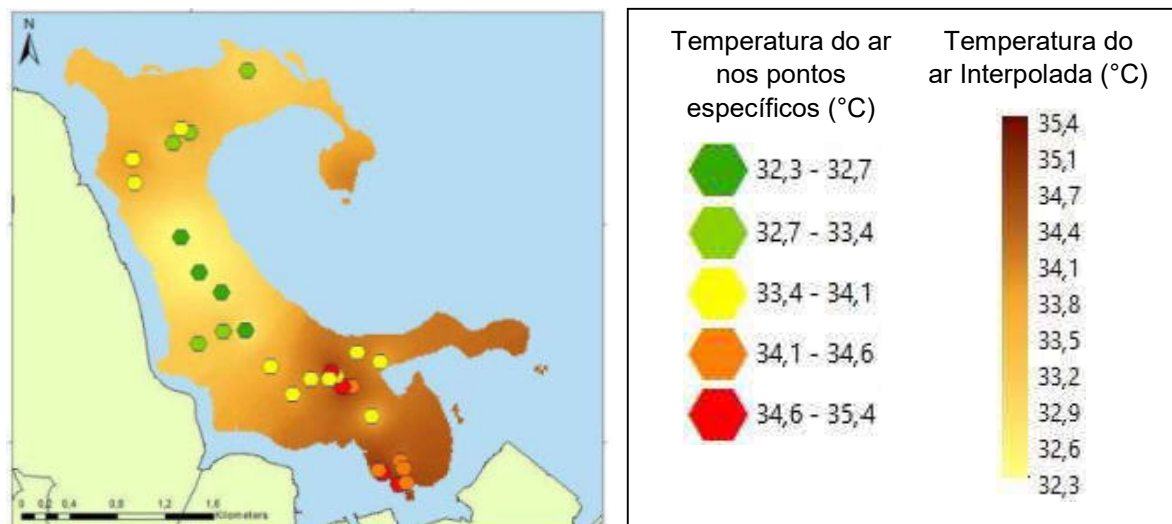 N
0 0,2 0,4 0,8 1,2 1,6
Kilometers
Temperatura do ar
nos pontos
específicos (°C)
32,3 - 32,7
32,7 - 33,4
33,4 - 34,1
34,1 - 34,6
34,6 - 35,4
Temperatura do
ar Interpolada (°C)
35,4
35,1
34,7
34,4
34,1
33,8
33,5
33,2
32,9
32,6
32,3